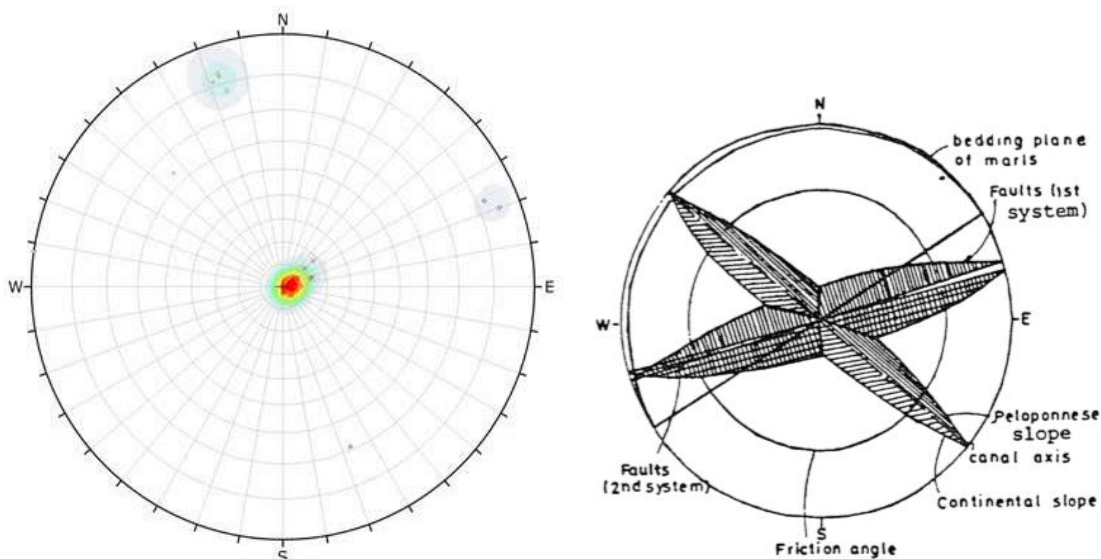 N
W
E
S
N
bedding plane
of marls
Faults (1st
system)
W
E
Peloponnese
slope
canal axis
Faults
(2nd system)
Continental slope
S
Friction angle